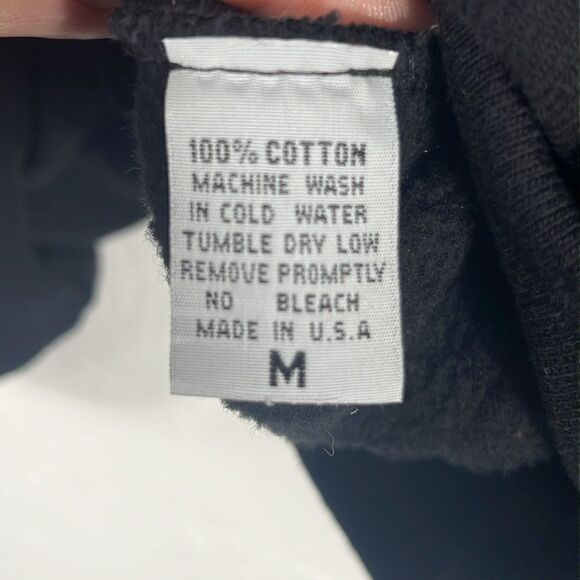 100% COTTON
MACHINE WASH
IN COLD WATER
TUMBLE DRY LOW
REMOVE PROMPTLY
NO BLEACH
MADE IN U.S.A
M